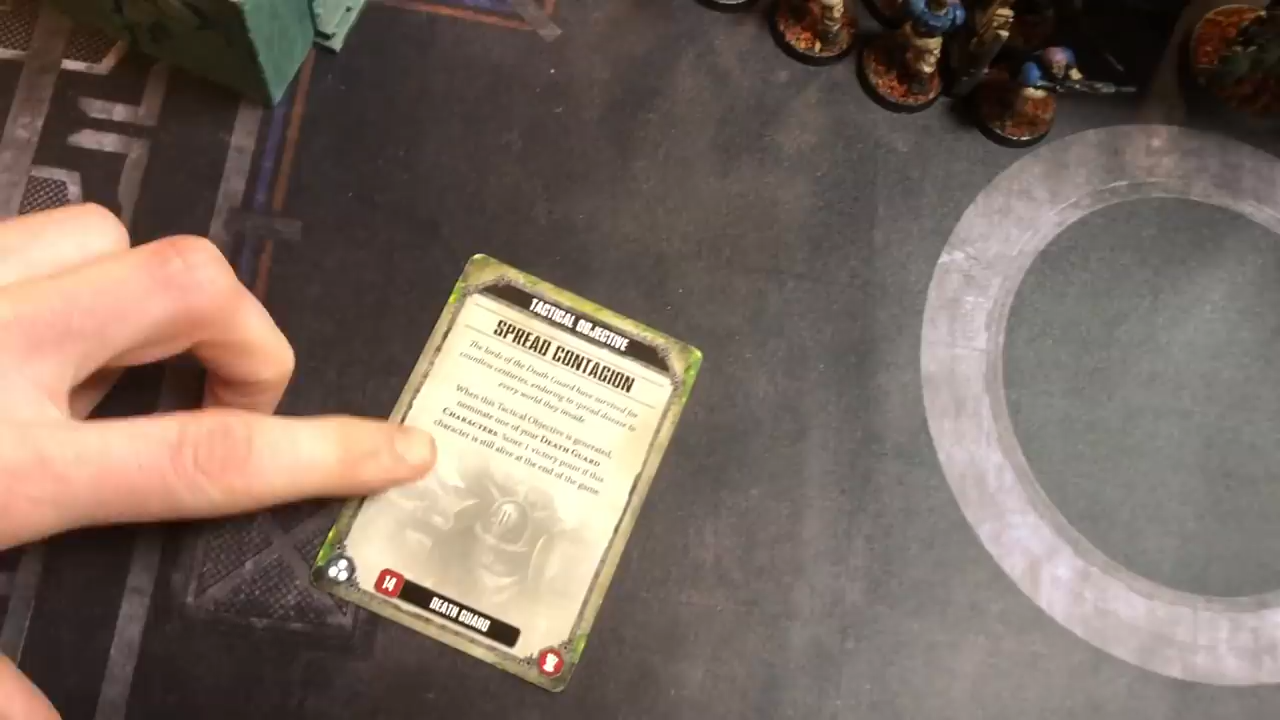 TACTICAL OBJECTIVE
SPREAD CONTAGION
The lords of the Death Guard have survived for
countless centuries, enduring to spread disease to
every world they invade.
When this Tactical Objective is generated,
nominate one of your DEATH GUARD
CHARACTERS. Score 1 victory point if this
character is still alive at the end of the game
14
DEATH GUARD